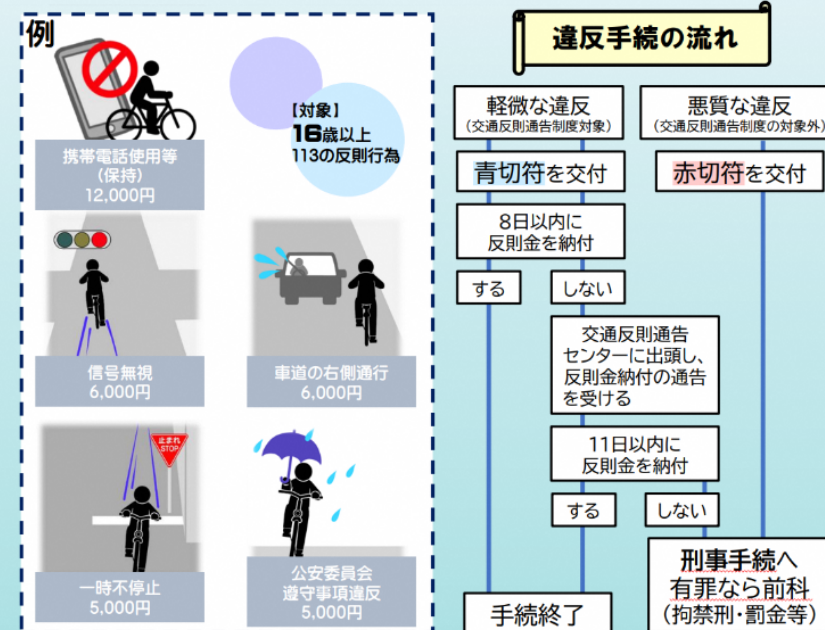 例
【対象】
16歳以上
113の反則行為
携帯電話使用等
(保持)
12,000円
信号無視
6,000円
車道の右側通行
6,000円
止まれ
STOP
一時不停止
5,000円
公安委員会
遵守事項違反
5,000円
違反手続の流れ
軽微な違反
(交通反則通告制度対象)
悪質な違反
(交通反則通告制度の対象外)
青切符を交付
赤切符を交付
8日以内に
反則金を納付
する
しない
交通反則通告
センターに出頭し、
反則金納付の通告
を受ける
11日以内に
反則金を納付
する
しない
手続終了
刑事手続へ
有罪なら前科
(拘禁刑・罰金等)